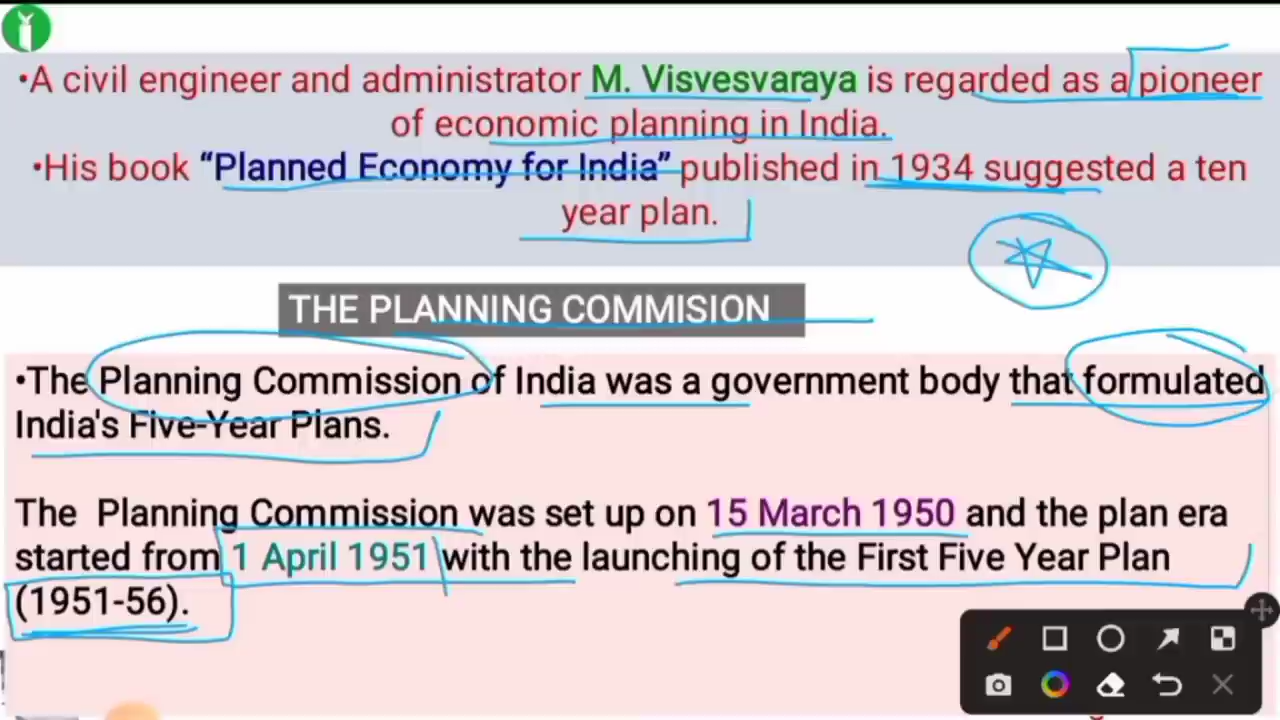 •A civil engineer and administrator M. Visvesvaraya is regarded as a pioneer
of economic planning in India.
•His book “Planned Economy for India” published in 1934 suggested a ten
year plan.
THE PLANNING COMMISION
•The Planning Commission of India was a government body that formulated
India's Five-Year Plans.
The Planning Commission was set up on 15 March 1950 and the plan era
started from 1 April 1951 with the launching of the First Five Year Plan
(1951-56).